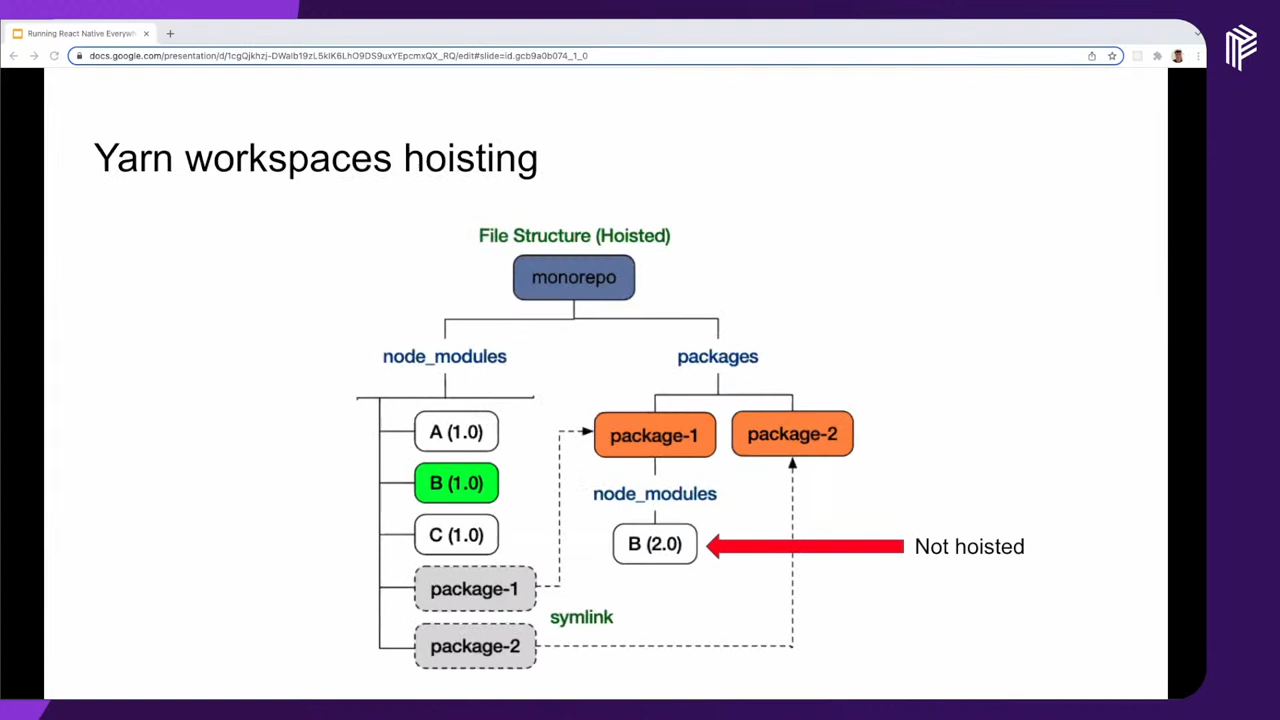 Running React Native Everywh
docs.google.com/presentation/d/1cgQjkhzj-DWalb19zL5kIK6LhO9DS9uxYEpcmxQX_RQ/edit#slide=id.gcb9a0b074_1_0
Yarn workspaces hoisting
File Structure (Hoisted)
monorepo
node_modules
packages
A (1.0)
B (1.0)
C (1.0)
package-1
package-2
package-1
package-2
node_modules
B (2.0)
Not hoisted
symlink